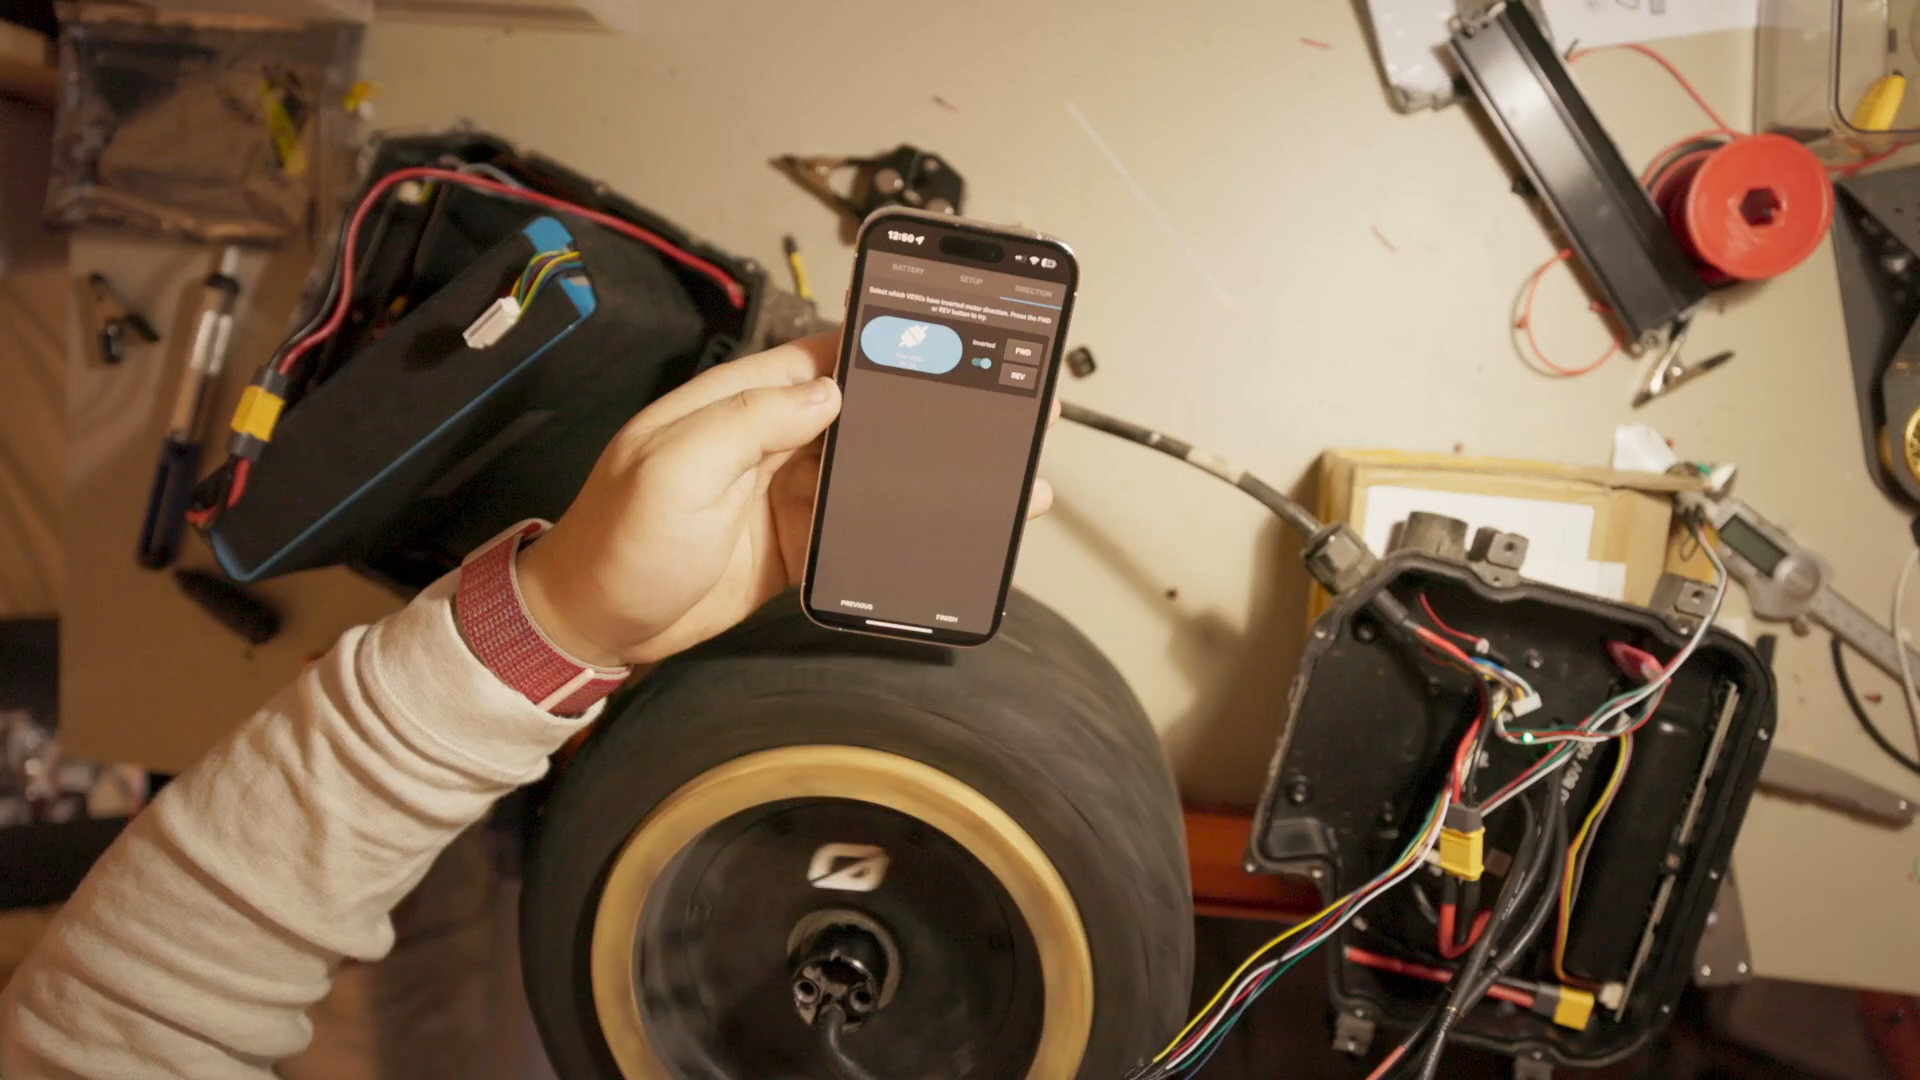 12:50
BATTERY
SETUP
DIRECTION
Select which VESCs have inverted motor direction. Press the FWD
or REV button to try.
Inverted
FWD
REV
PREVIOUS
FINISH